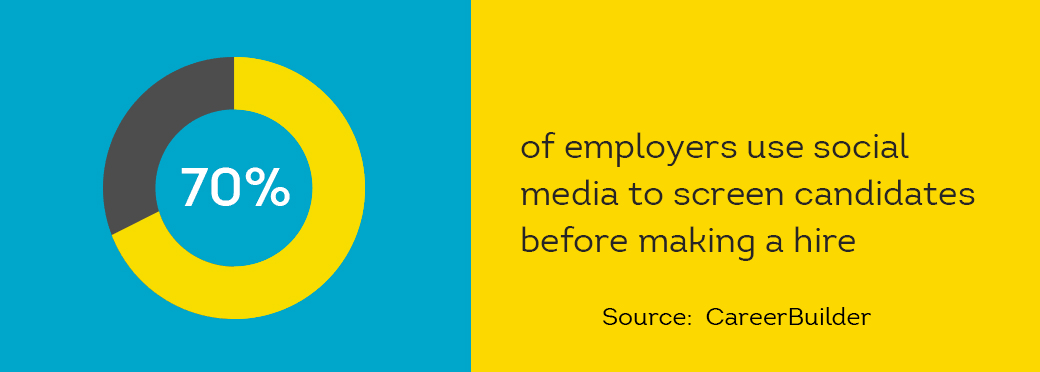 70%
of employers use social
media to screen candidates
before making a hire
Source: CareerBuilder